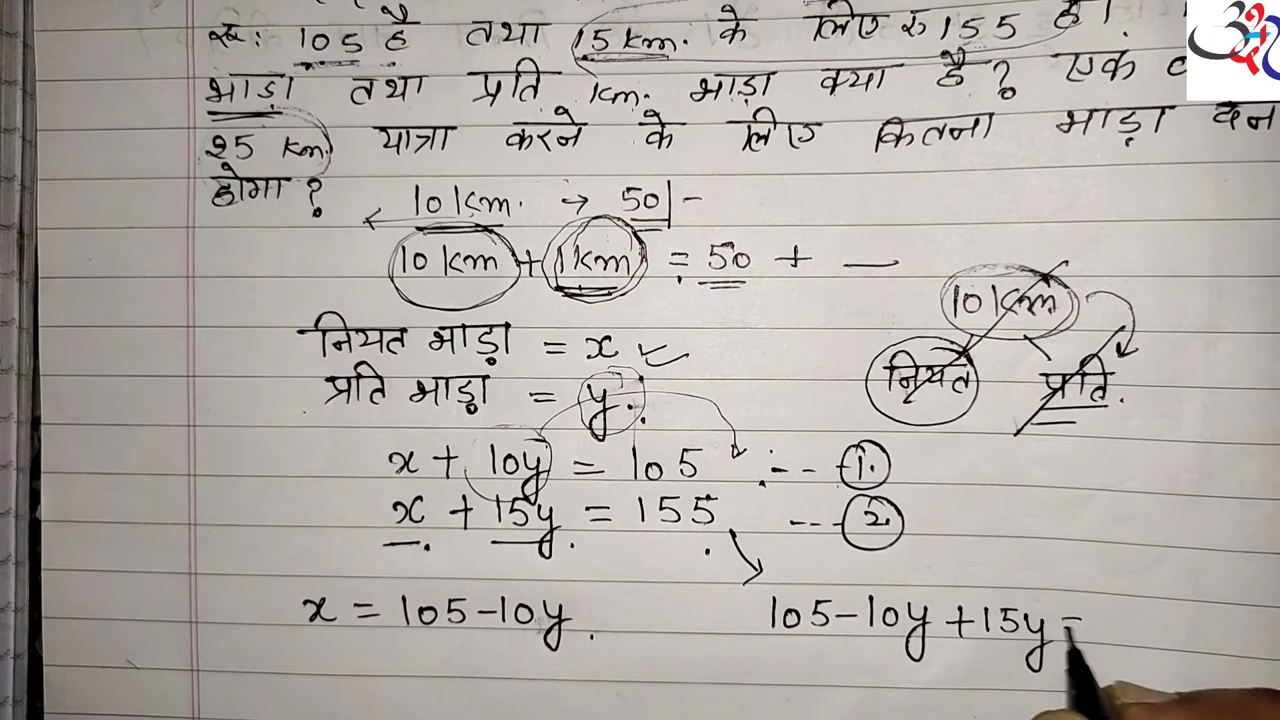 रू: 105 है तथा 15 km. के लिए रु 155 है।
भाड़ा तथा प्रति km. भाड़ा क्या है? एक
25 km. यात्रा करने के लिए कितना भाड़ा देन
होगा?
10 km. → 50/-
10 km + 1 km = 50 + —
10 km
नियत भाड़ा = x
नियत प्रति.
प्रति भाड़ा = y.
x + 10y = 105 --- 1.
x + 15y = 155 --- 2.
x = 105-10y. 105-10y+15y=